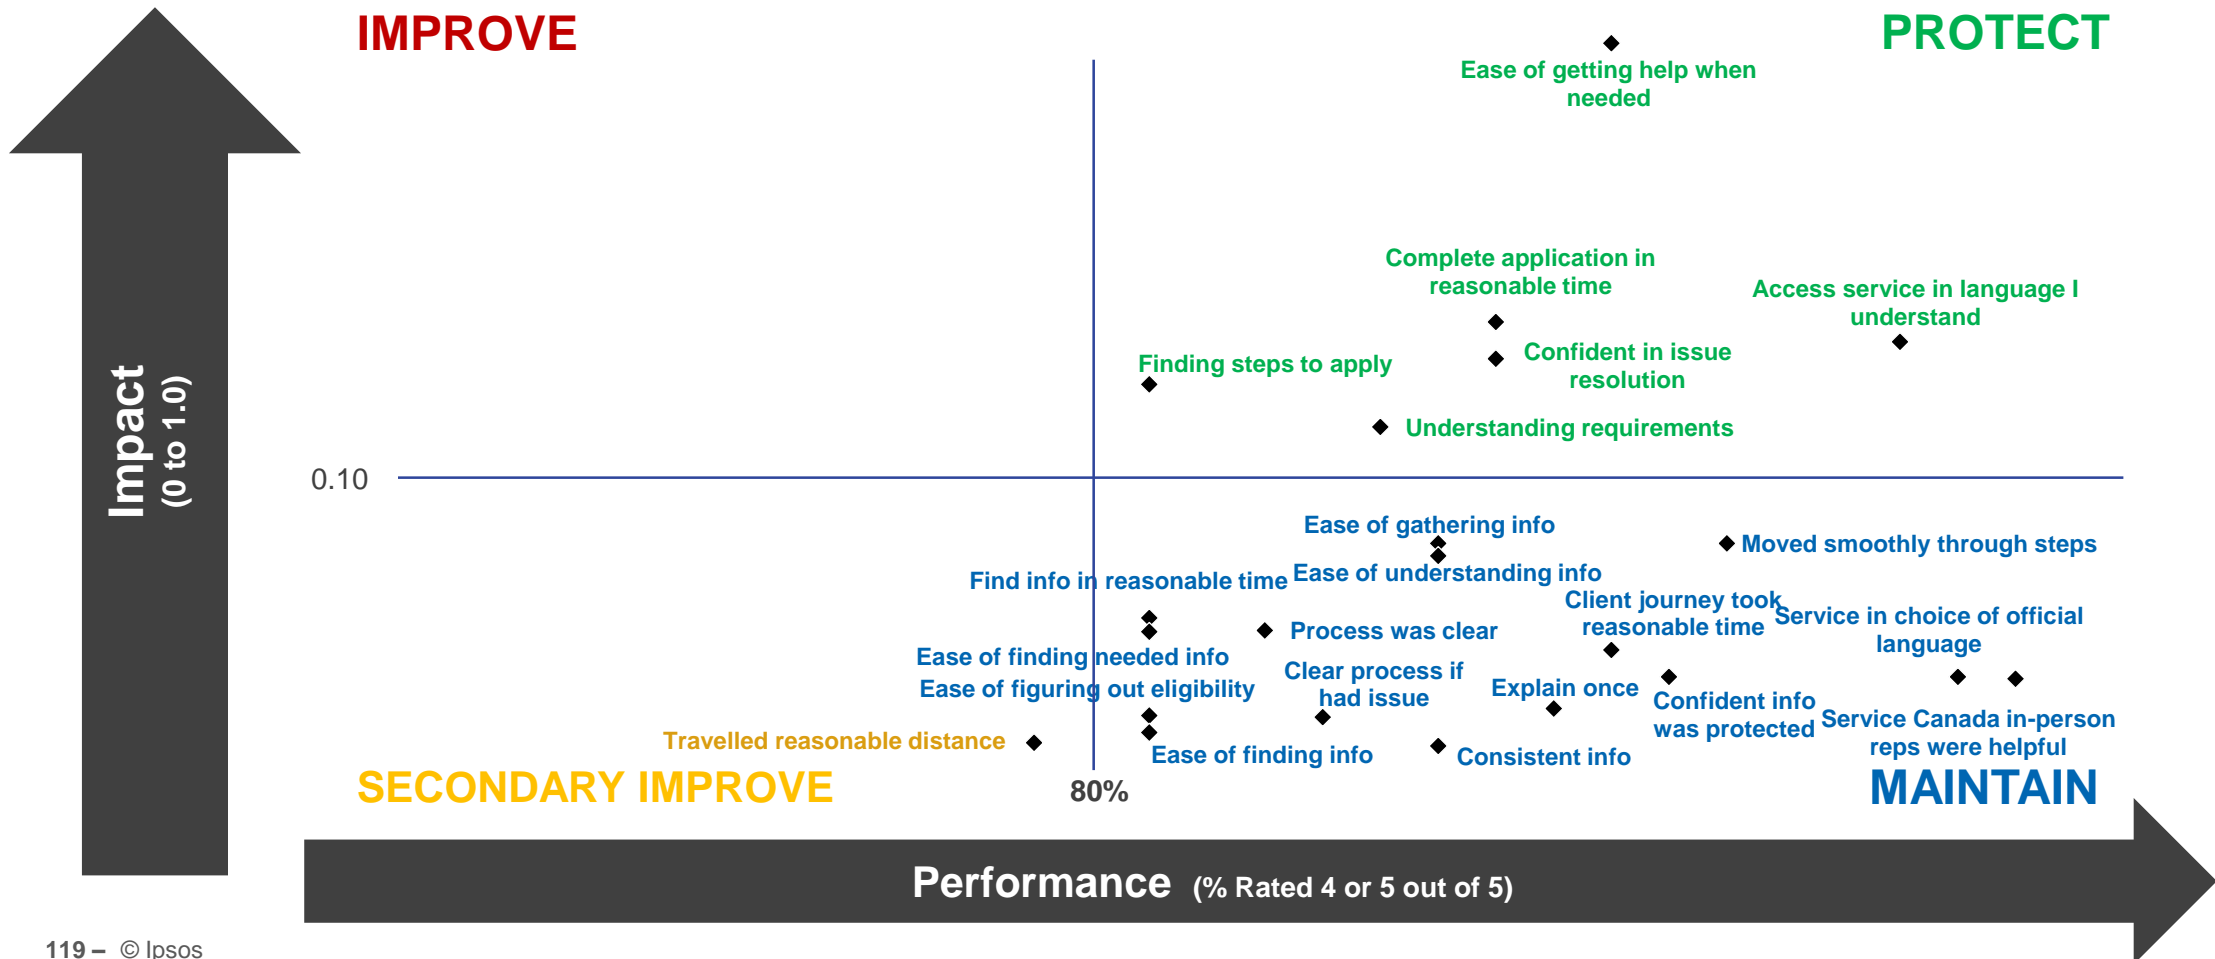 IMPROVE
PROTECT
Ease of getting help when
needed
Complete application in
reasonable time
Access service in language I
understand
Confident in issue
resolution
Finding steps to apply
Understanding requirements
Impact
(0 to 1.0)
0.10
Ease of gathering info
Moved smoothly through steps
Ease of understanding info
Find info in reasonable time
Client journey took
reasonable time
Service in choice of official
language
Process was clear
Ease of finding needed info
Clear process if
had issue
Ease of figuring out eligibility
Explain once
Confident info
was protected
Service Canada in-person
reps were helpful
Travelled reasonable distance
Ease of finding info
Consistent info
SECONDARY IMPROVE
80%
MAINTAIN
Performance (% Rated 4 or 5 out of 5)
119 – © Ipsos